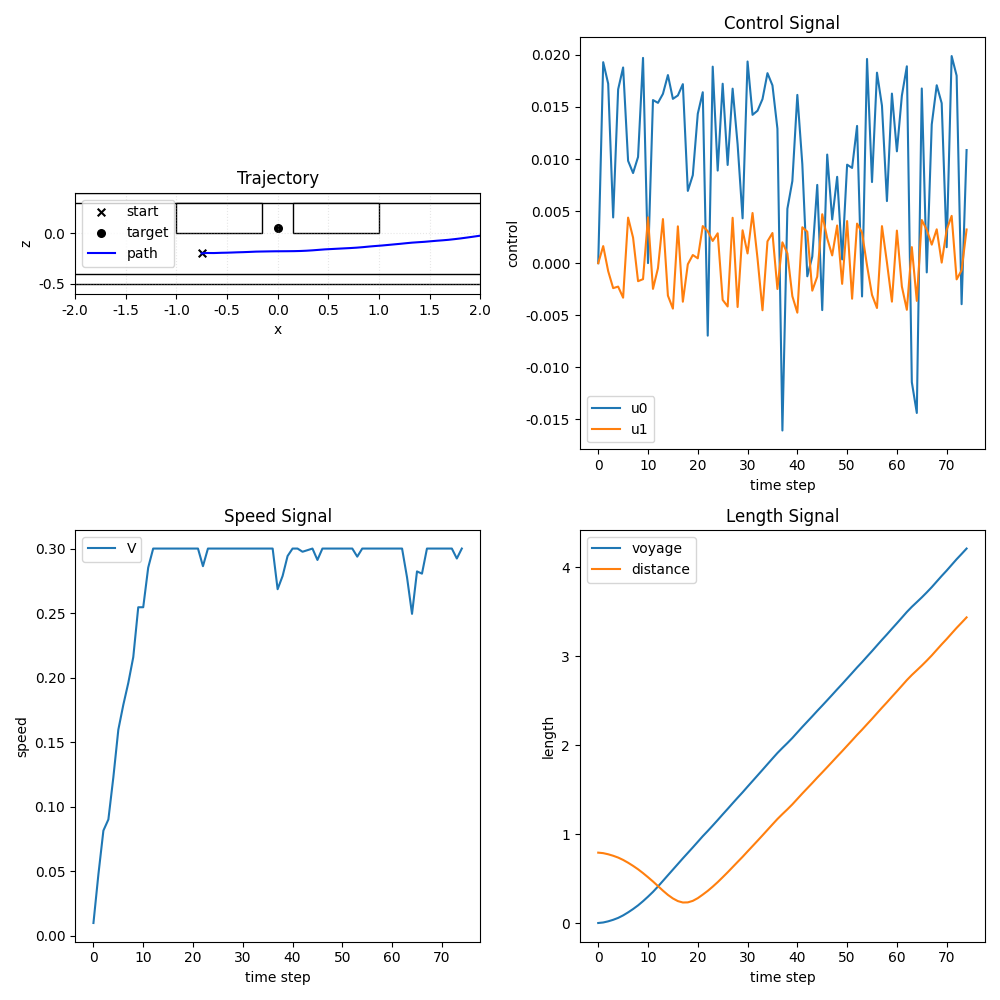 Trajectory
0.0
-0.5
z
start
target
path
-2.0 -1.5 -1.0 -0.5 0.0 0.5 1.0 1.5 2.0
x
Control Signal
0.020
0.015
0.010
0.005
0.000
-0.005
-0.010
-0.015
control
u0
u1
0 10 20 30 40 50 60 70
time step
Speed Signal
0.30
0.25
0.20
0.15
0.10
0.05
0.00
speed
V
0 10 20 30 40 50 60 70
time step
Length Signal
4
3
2
1
0
length
voyage
distance
0 10 20 30 40 50 60 70
time step